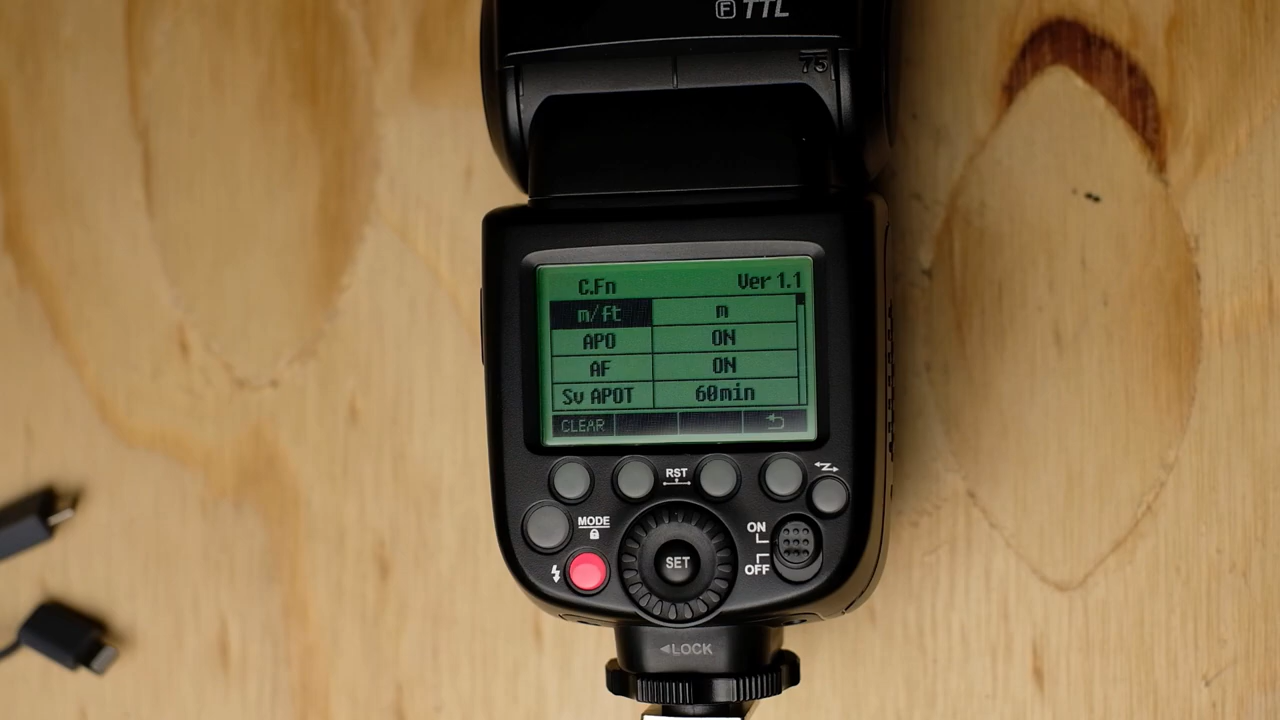 F TTL
75
C.Fn Ver 1.1
m/ft m
APO ON
AF ON
Sv APOT 60min
CLEAR
RST
MODE
ON
SET
OFF
◄LOCK